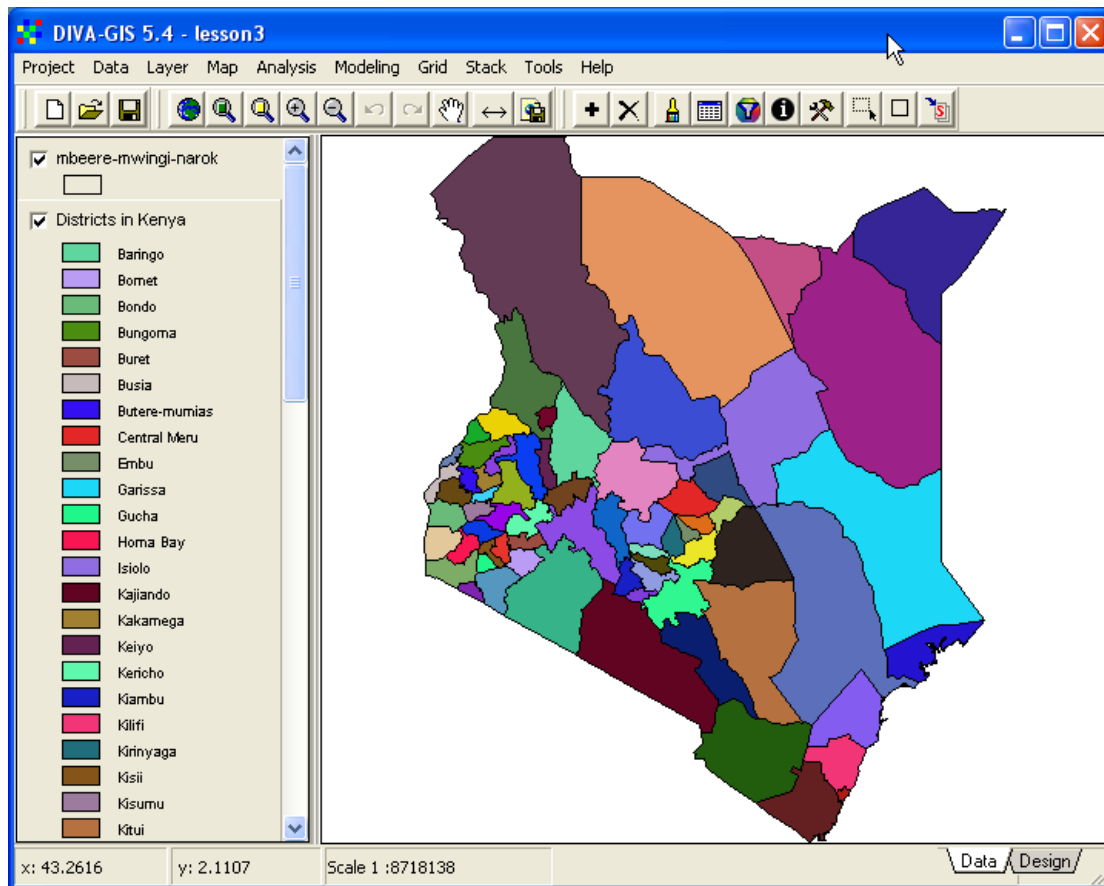 DIVA-GIS 5.4 - lesson3
Project Data Layer Map Analysis Modeling Grid Stack Tools Help
mbeere-mwingi-narok
Districts in Kenya
Baringo
Bomet
Bondo
Bungoma
Buret
Busia
Butere-mumias
Central Meru
Embu
Garissa
Gucha
Homa Bay
Isiolo
Kajiando
Kakamega
Keiyo
Kericho
Kiambu
Kilifi
Kirinyaga
Kisii
Kisumu
Kitui
x: 43.2616 y: 2.1107 Scale 1 :8718138 Data Design